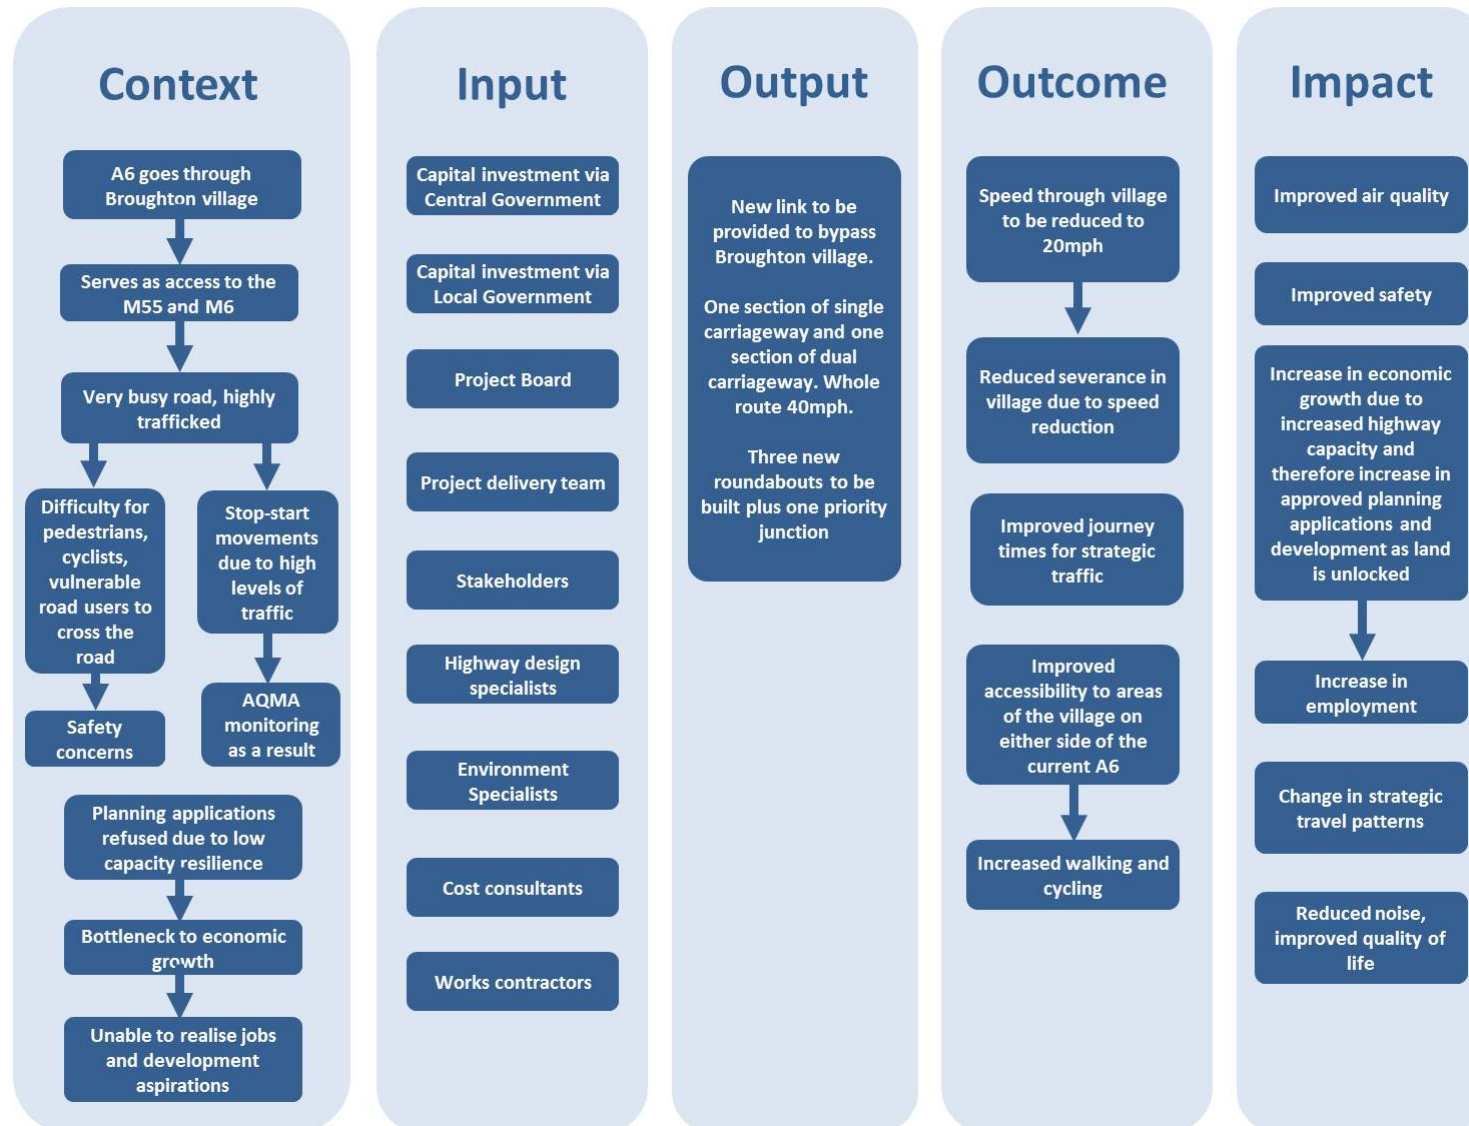 Context
A6 goes through
Broughton village
Serves as access to the
M55 and M6
Very busy road, highly
trafficked
Difficulty for
pedestrians,
cyclists,
vulnerable
road users to
cross the
road
Safety
concerns
Stop-start
movements
due to high
levels of
traffic
AQMA
monitoring
as a result
Planning applications
refused due to low
capacity resilience
Bottleneck to economic
growth
Unable to realise jobs
and development
aspirations
Input
Capital investment via
Central Government
Capital investment via
Local Government
Project Board
Project delivery team
Stakeholders
Highway design
specialists
Environment
Specialists
Cost consultants
Works contractors
Output
New link to be
provided to bypass
Broughton village.
One section of single
carriageway and one
section of dual
carriageway. Whole
route 40mph.
Three new
roundabouts to be
built plus one priority
junction
Outcome
Speed through village
to be reduced to
20mph
Reduced severance in
village due to speed
reduction
Improved journey
times for strategic
traffic
Improved
accessibility to areas
of the village on
either side of the
current A6
Increased walking and
cycling
Impact
Improved air quality
Improved safety
Increase in economic
growth due to
increased highway
capacity and
therefore increase in
approved planning
applications and
development as land
is unlocked
Increase in
employment
Change in strategic
travel patterns
Reduced noise,
improved quality of
life